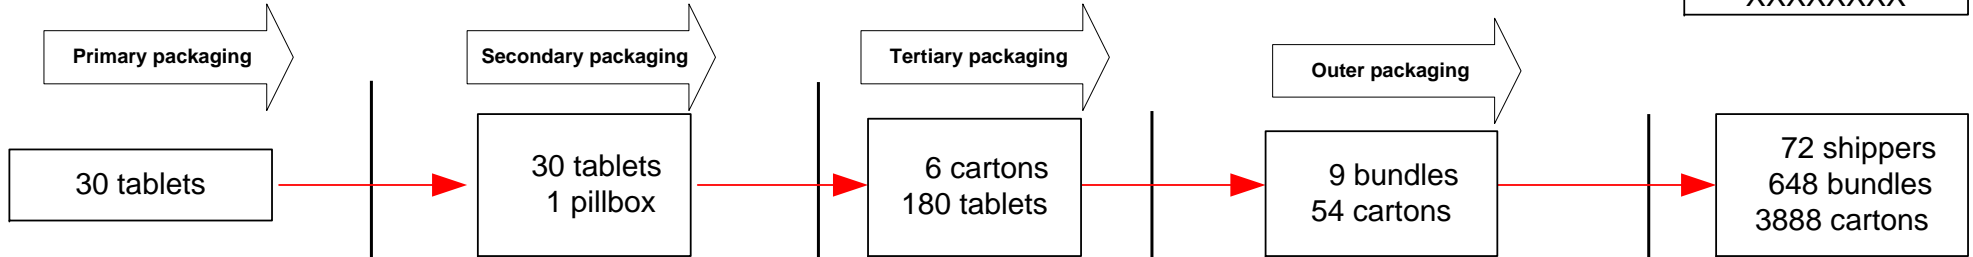 XXXXXXXX
Primary packaging
Secondary packaging
Tertiary packaging
Outer packaging
30 tablets
30 tablets
1 pillbox
6 cartons
180 tablets
9 bundles
54 cartons
72 shippers
648 bundles
3888 cartons